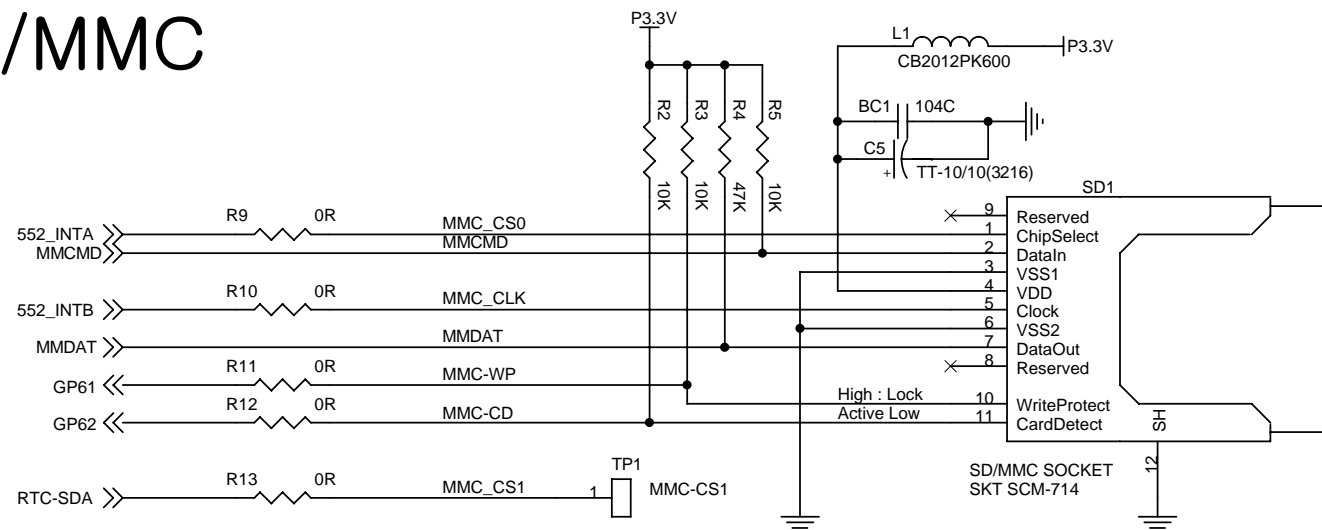 /MMC
P3.3V
L1
P3.3V
CB2012PK600
R2
R3
R4
R5
10K
10K
47K
10K
BC1
104C
C5
+
TT-10/10(3216)
SD1
9
Reserved
552_INTA
R9
0R
MMC_CS0
1
ChipSelect
MMCMD
MMCMD
2
DataIn
3
VSS1
4
VDD
552_INTB
R10
0R
MMC_CLK
5
Clock
6
VSS2
MMDAT
MMDAT
7
DataOut
8
Reserved
GP61
R11
0R
MMC-WP
High : Lock
10
WriteProtect
GP62
R12
0R
MMC-CD
Active Low
11
CardDetect
SH
12
SD/MMC SOCKET
SKT SCM-714
RTC-SDA
R13
0R
MMC_CS1
TP1
1
MMC-CS1